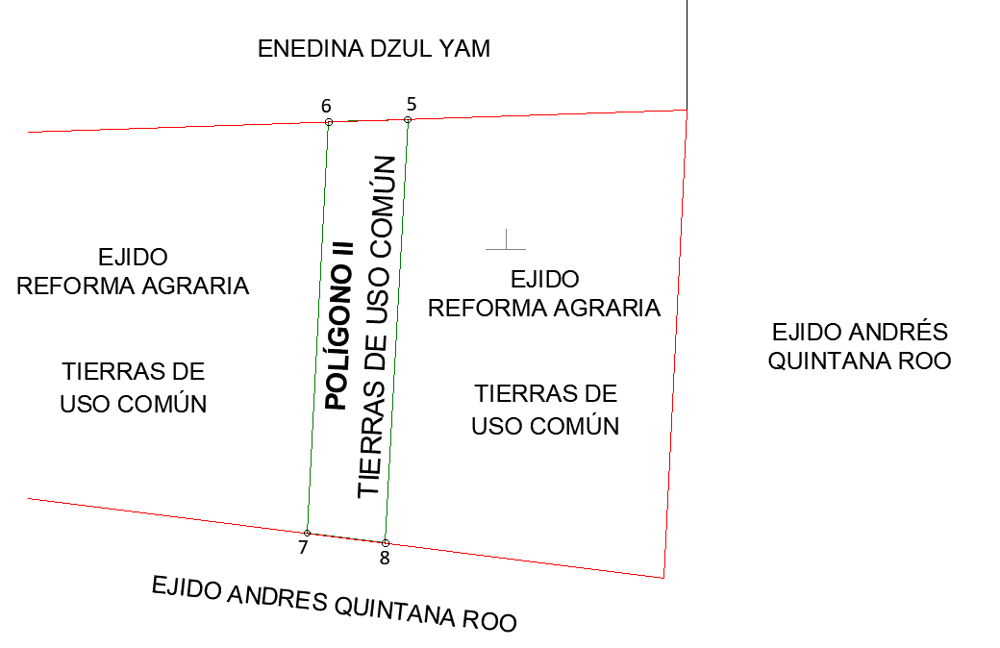 ENEDINA DZUL YAM
6
5
EJIDO
REFORMA AGRARIA
TIERRAS DE
USO COMÚN
POLÍGONO II
TIERRAS DE USO COMÚN
EJIDO
REFORMA AGRARIA
TIERRAS DE
USO COMÚN
EJIDO ANDRÉS
QUINTANA ROO
7
8
EJIDO ANDRES QUINTANA ROO